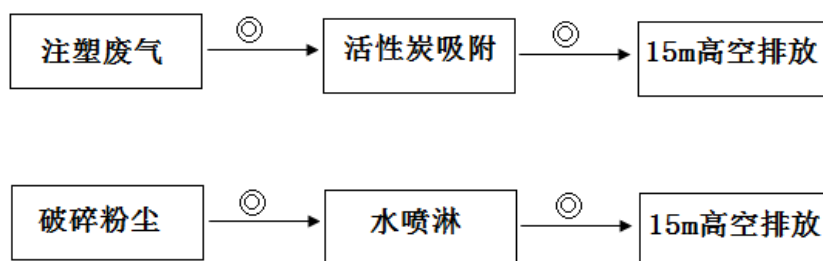 注塑废气
活性炭吸附
15m高空排放
破碎粉尘
水喷淋
15m高空排放